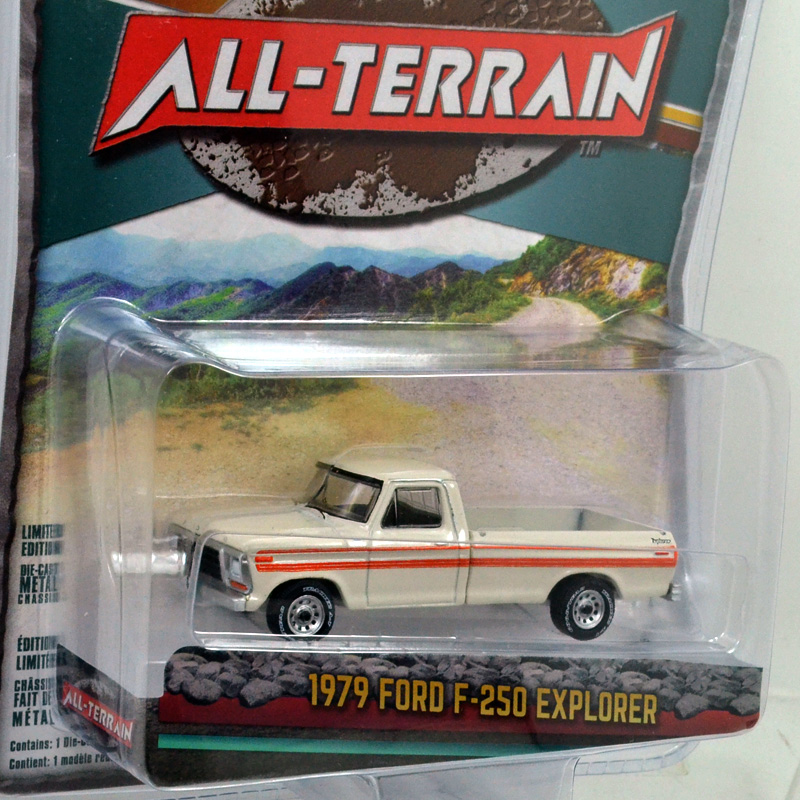 ALL-TERRAIN
TM
LIMITED
EDITION
DIE-CAST
METAL
CHASSIS
ÉDITION
LIMITÉE
CHÂSSIS
FAIT DE
MÉTAL
Contains: 1 Die-
Contient: 1 modèle
ALL-TERRAIN
1979 FORD F-250 EXPLORER
Explorer